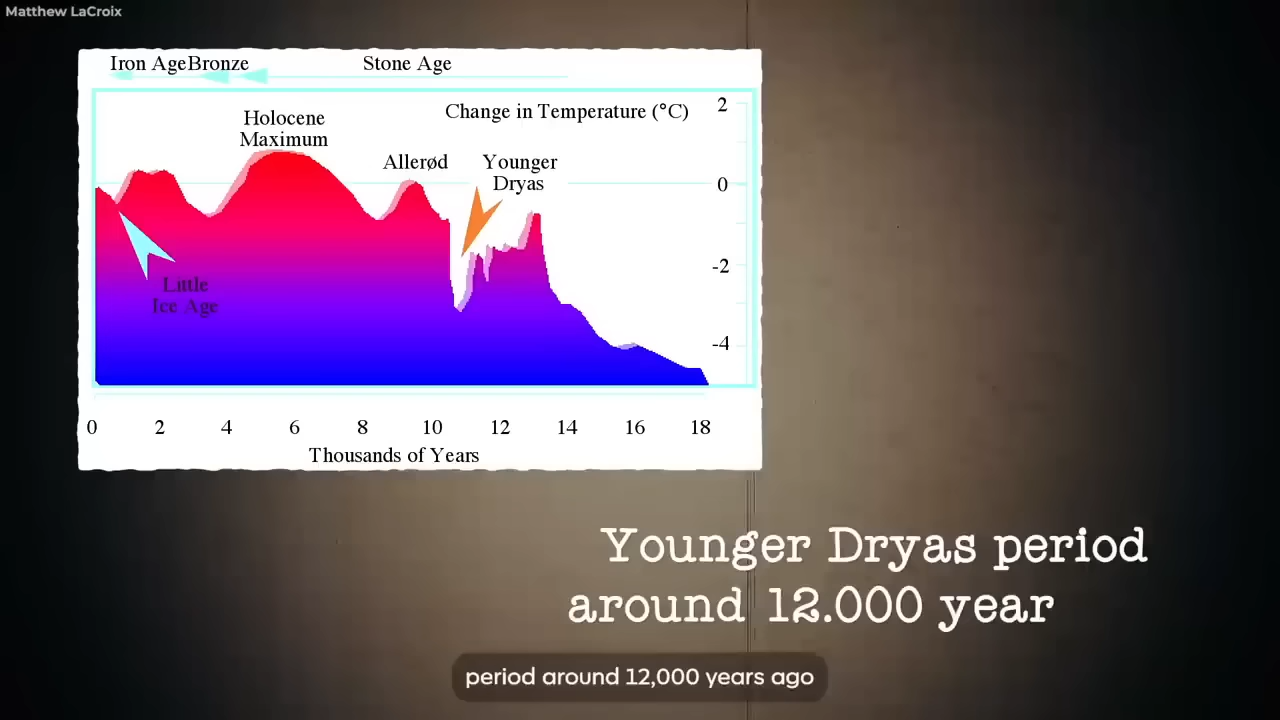 Matthew LaCroix
Iron Age Bronze Stone Age
Change in Temperature (°C)
2
Holocene
Maximum
Allerød
Younger
Dryas
0
-2
Little
Ice Age
-4
0 2 4 6 8 10 12 14 16 18
Thousands of Years
Younger Dryas period
around 12.000 year
period around 12,000 years ago